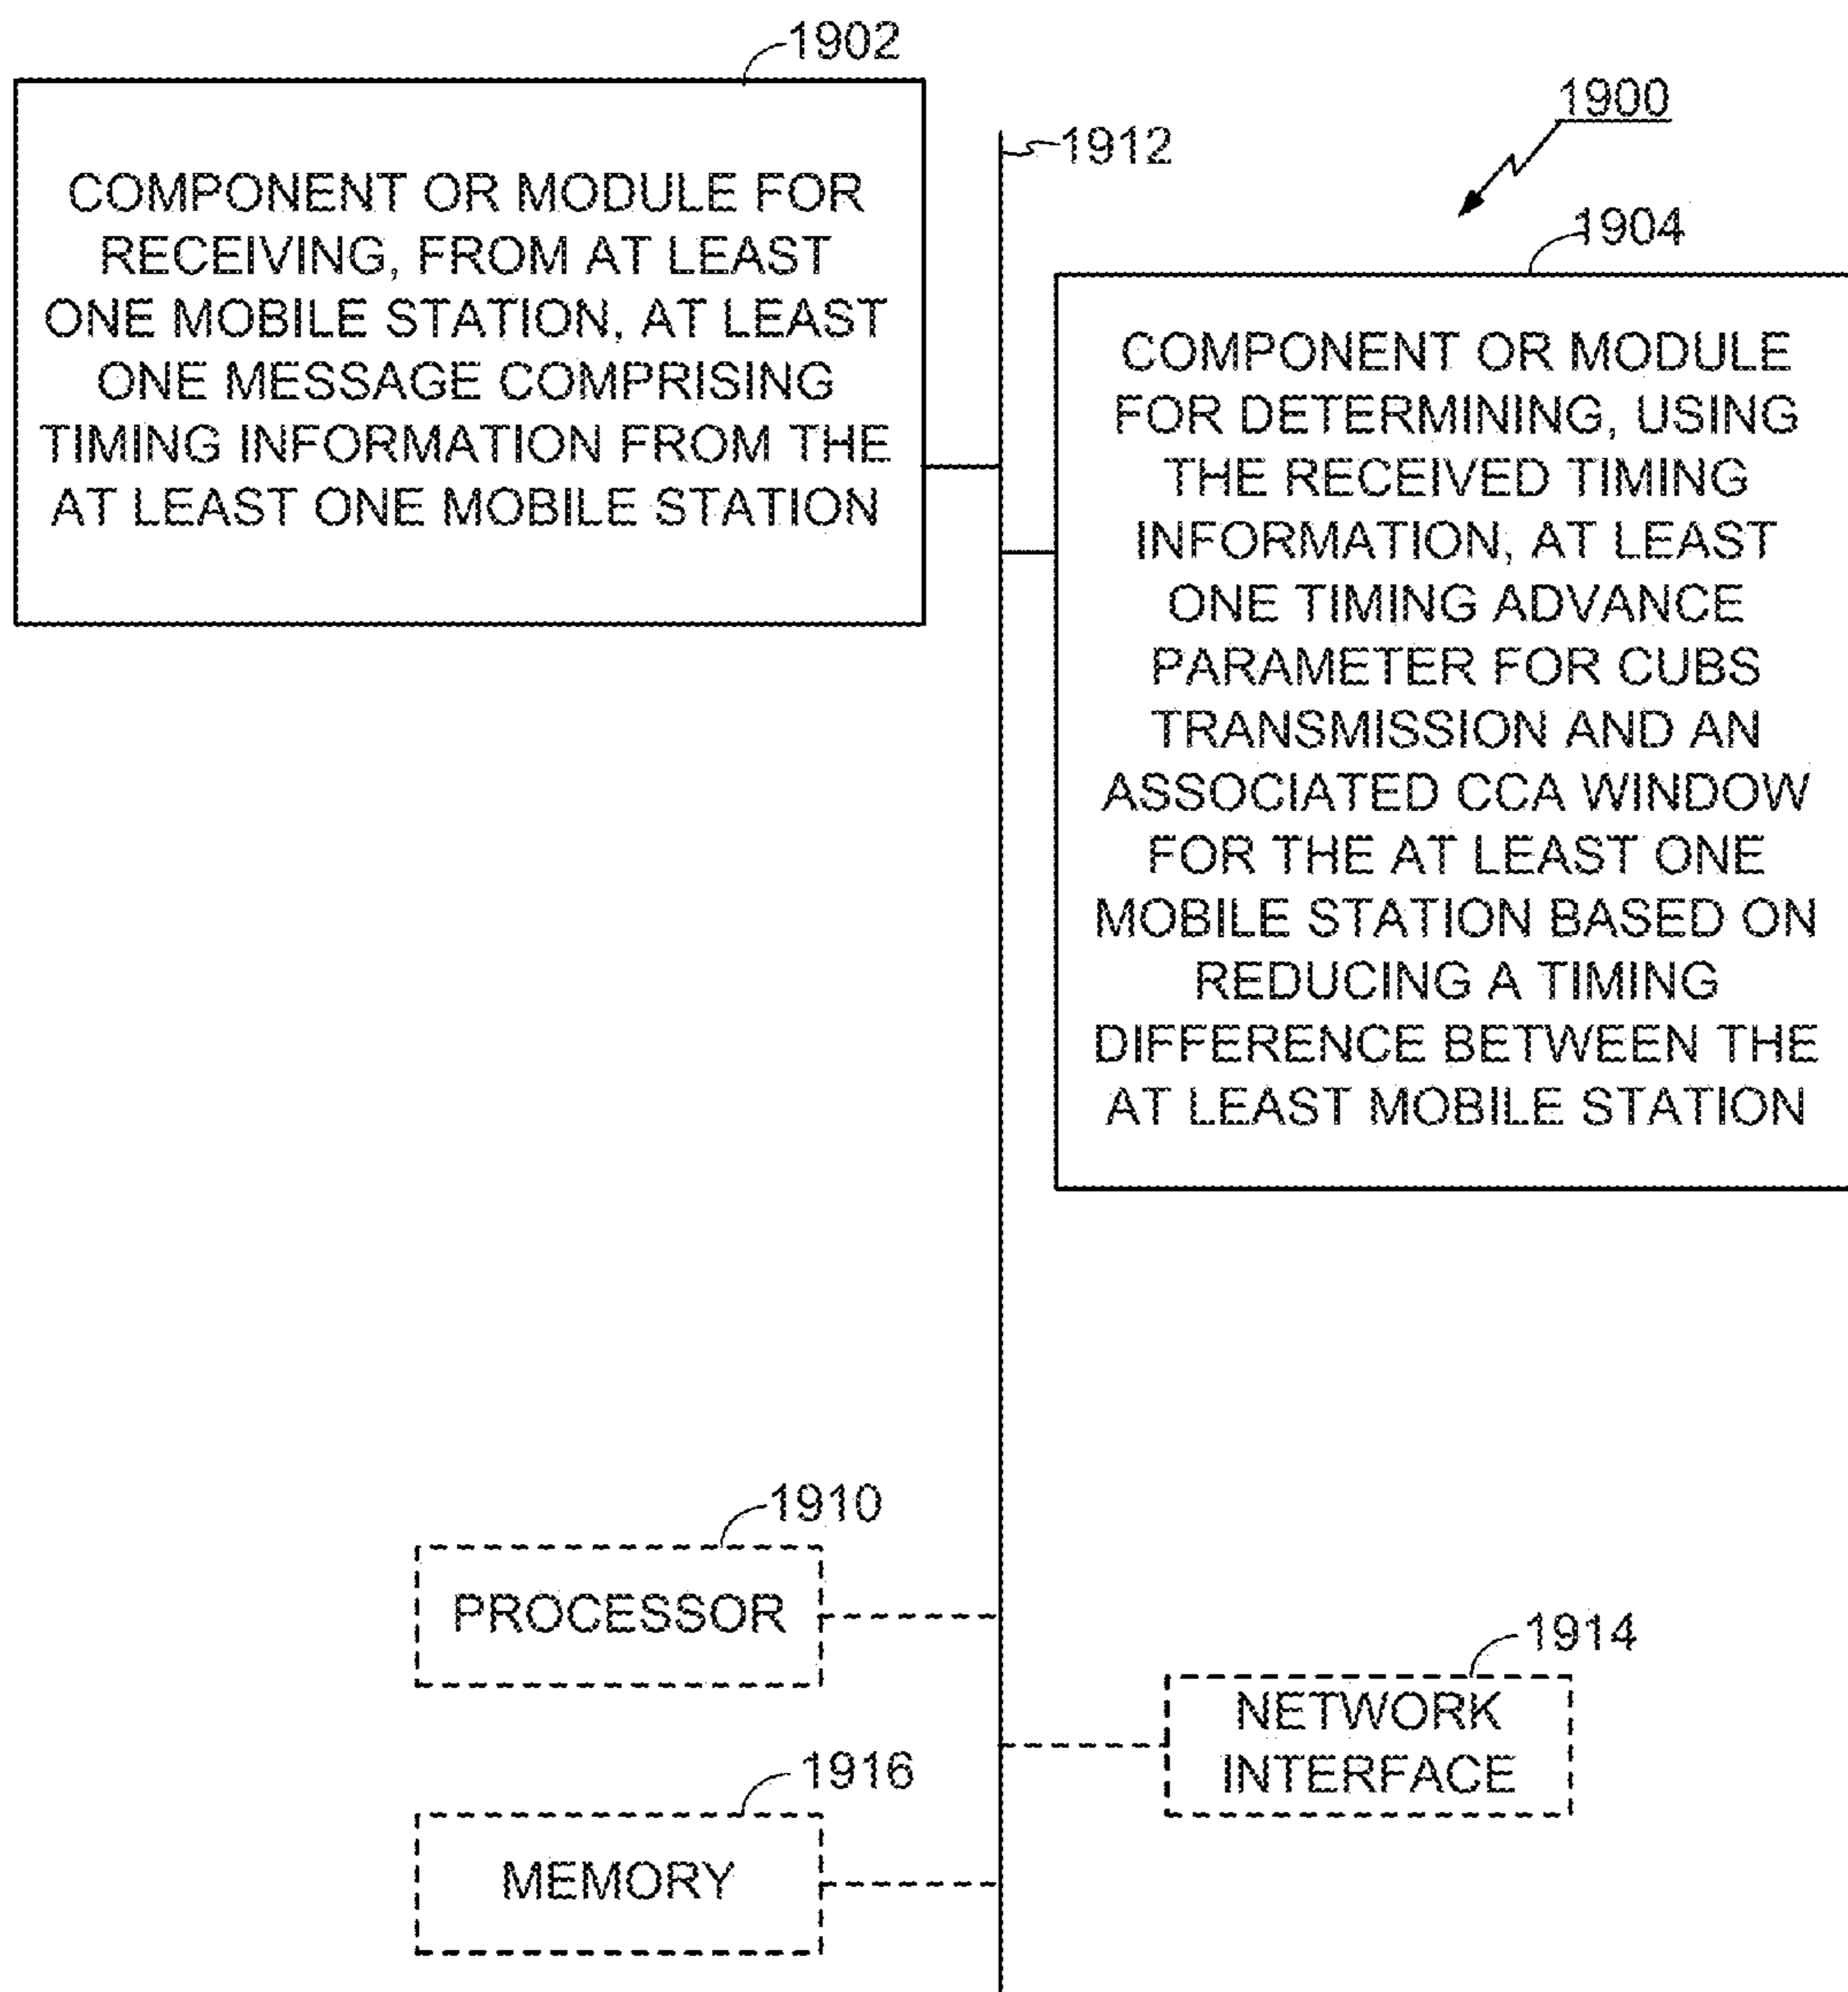 1902
COMPONENT OR MODULE FOR
RECEIVING, FROM AT LEAST
ONE MOBILE STATION, AT LEAST
ONE MESSAGE COMPRISING
TIMING INFORMATION FROM THE
AT LEAST ONE MOBILE STATION
1912
1900
1904
COMPONENT OR MODULE
FOR DETERMINING, USING
THE RECEIVED TIMING
INFORMATION, AT LEAST
ONE TIMING ADVANCE
PARAMETER FOR CUBS
TRANSMISSION AND AN
ASSOCIATED CCA WINDOW
FOR THE AT LEAST ONE
MOBILE STATION BASED ON
REDUCING A TIMING
DIFFERENCE BETWEEN THE
AT LEAST MOBILE STATION
1910
PROCESSOR
1914
NETWORK
INTERFACE
1916
MEMORY